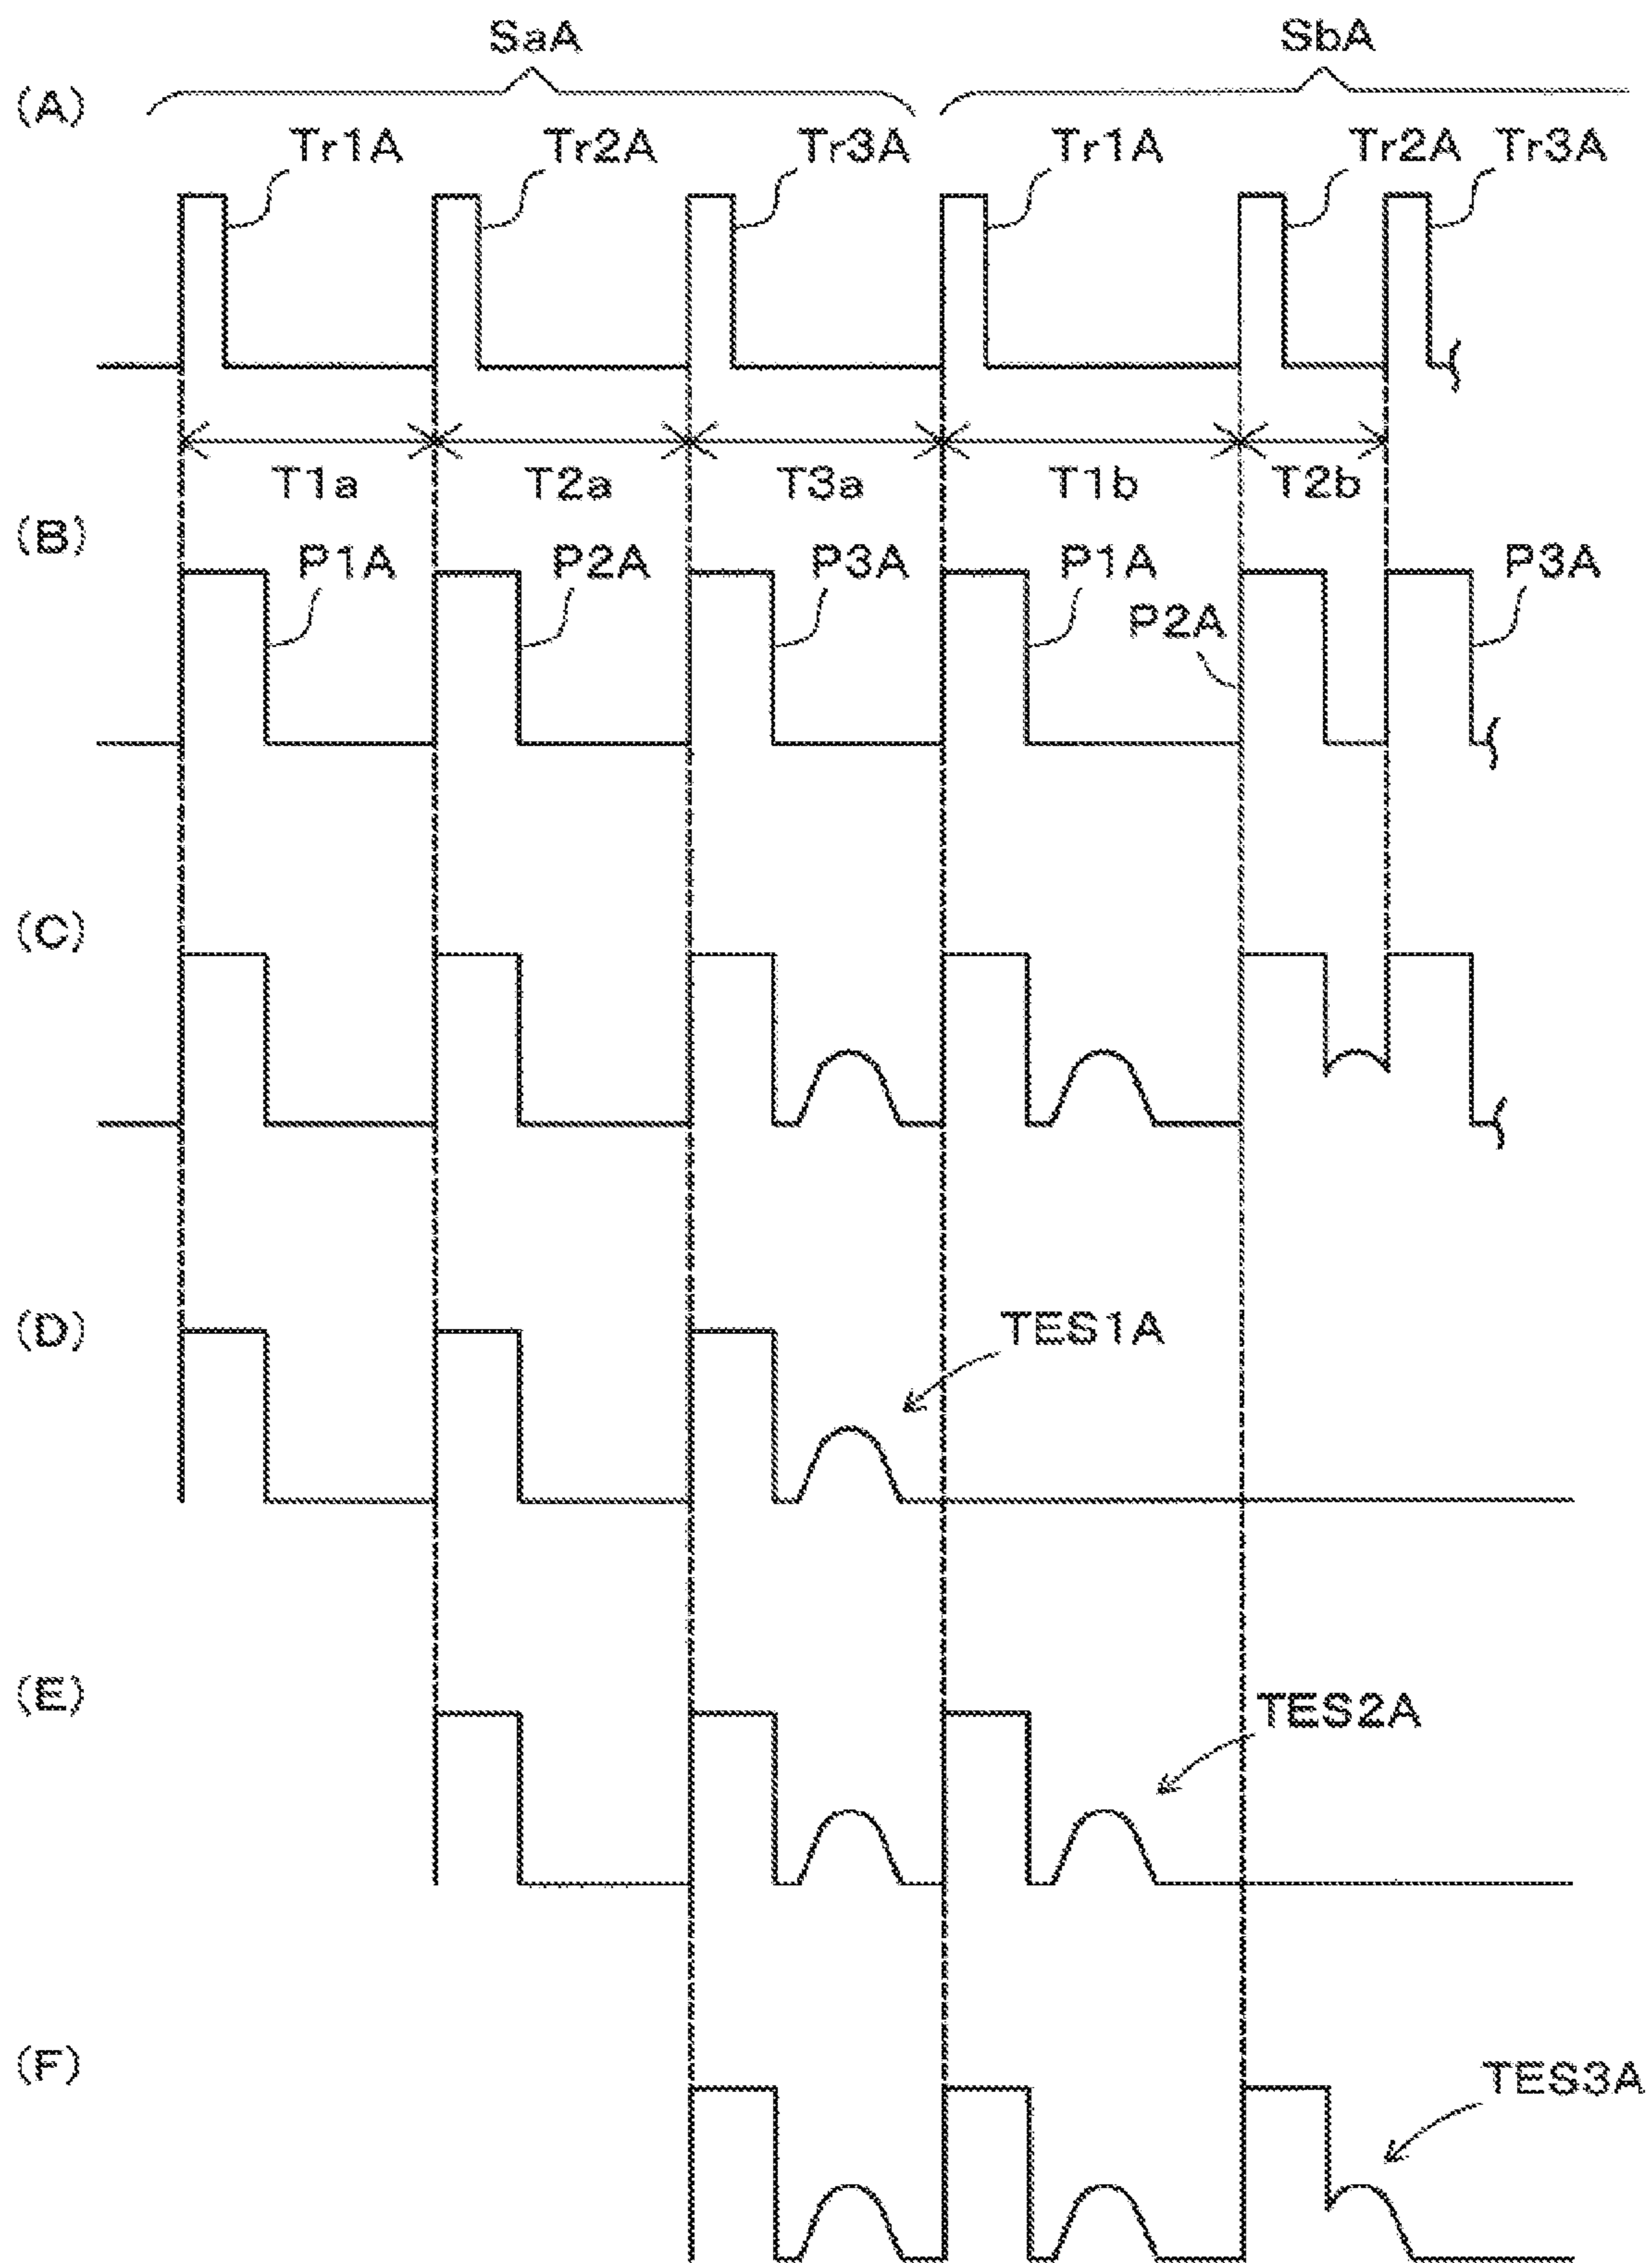 SaA SbA
(A)
Tr1A Tr2A Tr3A Tr1A Tr2A Tr3A
T1a T2a T3a T1b T2b
(B)
P1A P2A P3A P1A P2A P3A
(C)
(D)
TES1A
(E)
TES2A
(F)
TES3A